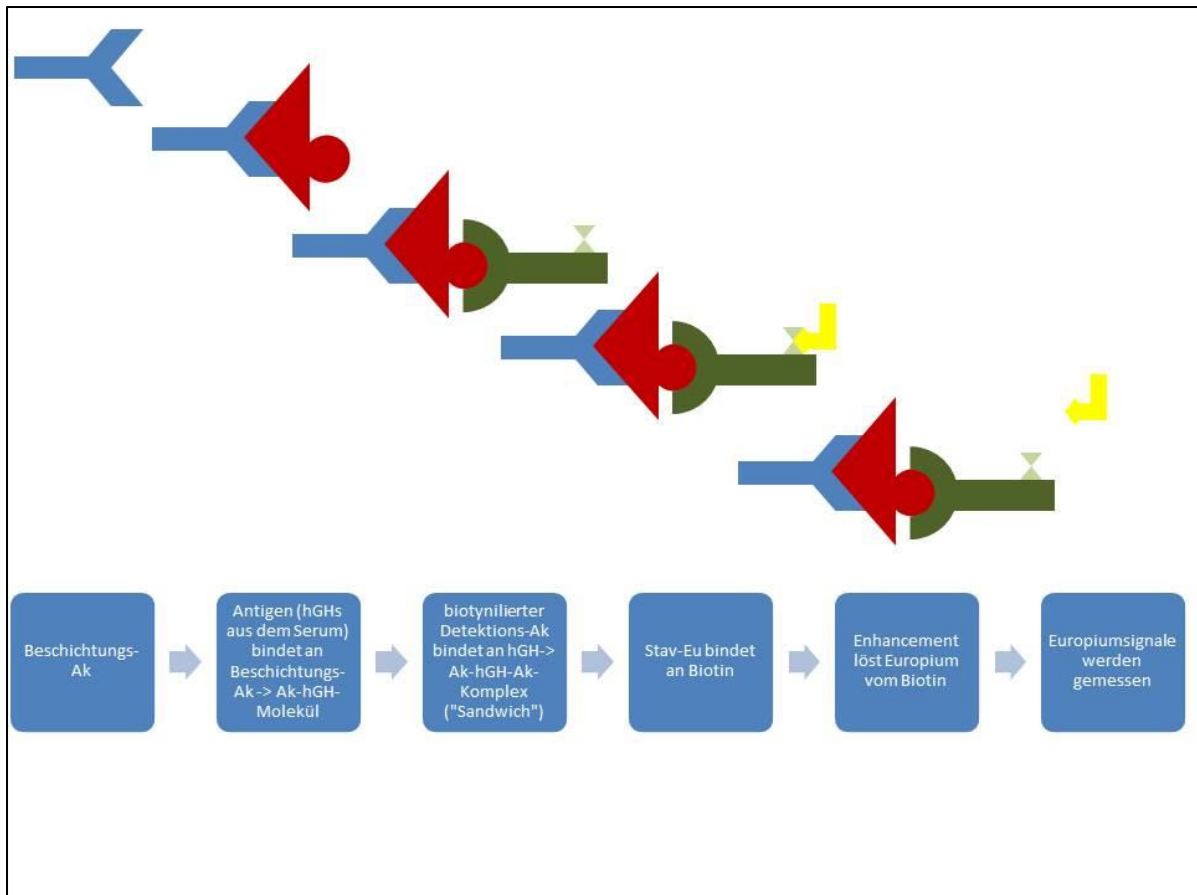 Beschichtungs-
Ak
Antigen (hGHs
aus dem Serum)
bindet an
Beschichtungs-
Ak -> Ak-hGH-
Molekül
biotynilierter
Detektions-Ak
bindet an hGH->
Ak-hGH-Ak-
Komplex
("Sandwich")
Stav-Eu bindet
an Biotin
Enhancement
löst Europium
vom Biotin
Europiumsignale
werden
gemessen